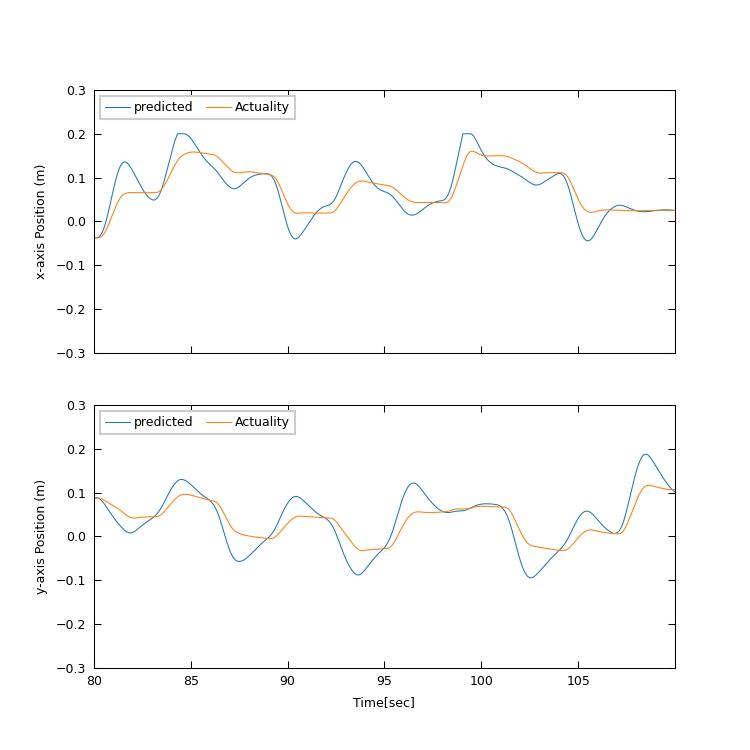 0.3
predicted Actuality
0.2
0.1
0.0
−0.1
−0.2
−0.3
x-axis Position (m)
0.3
predicted Actuality
0.2
0.1
0.0
−0.1
−0.2
−0.3
y-axis Position (m)
80 85 90 95 100 105
Time[sec]